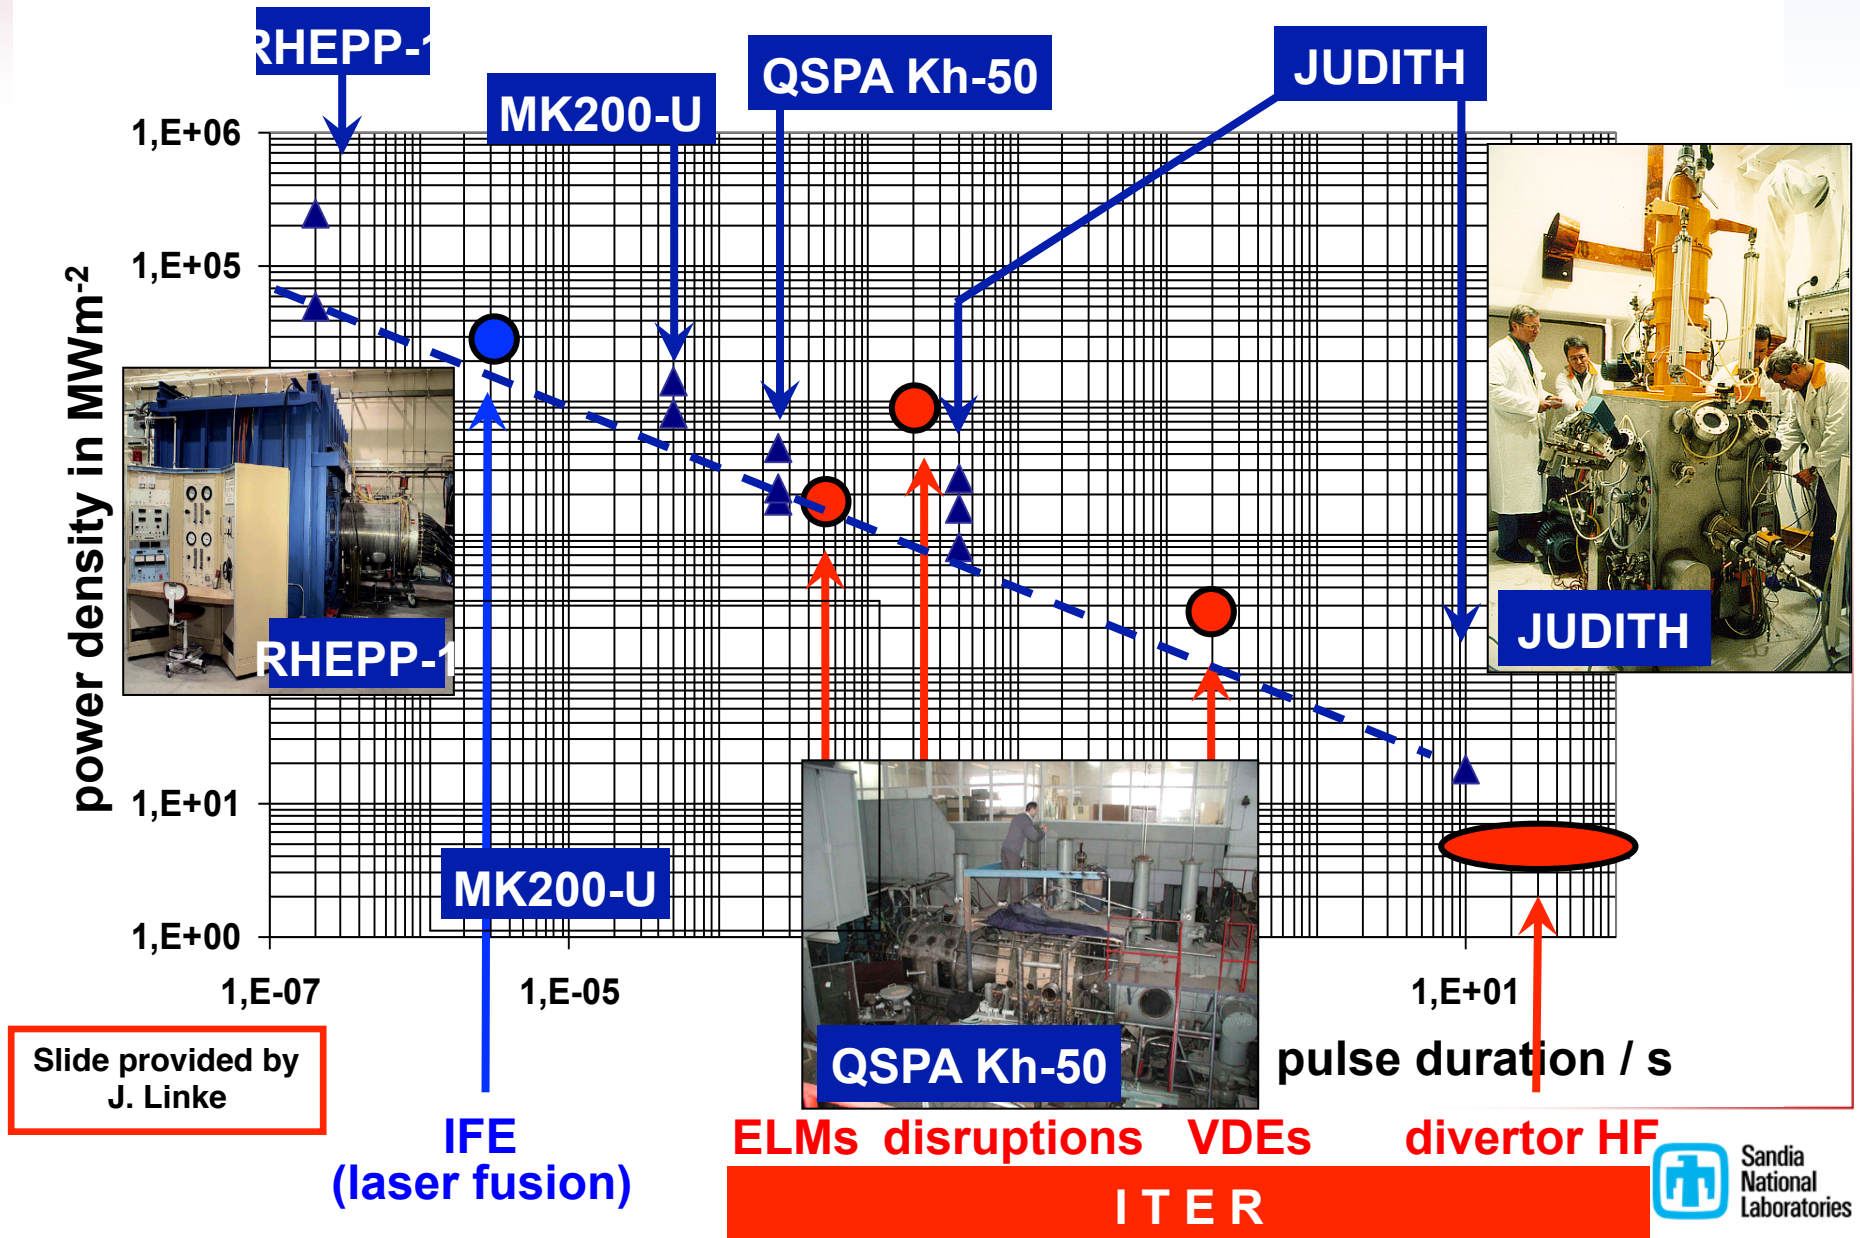 RHEPP-1
MK200-U
QSPA Kh-50
JUDITH
power density in MWm-2
1,E+06
1,E+05
1,E+01
1,E+00
1,E-07
1,E-05
1,E+01
RHEPP-1
MK200-U
QSPA Kh-50
JUDITH
pulse duration / s
Slide provided by
J. Linke
IFE
(laser fusion)
ELMs disruptions VDEs divertor HF
ITER
Sandia
National
Laboratories